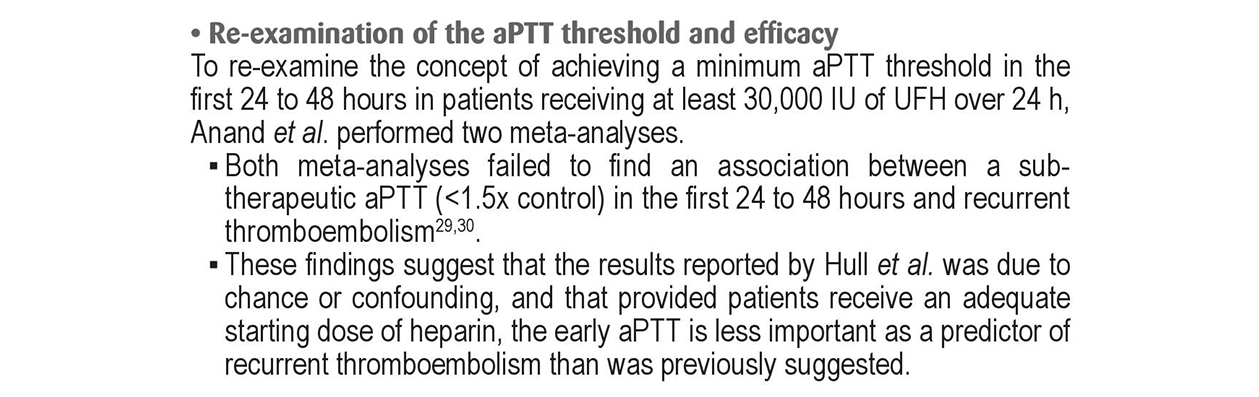 • Re-examination of the aPTT threshold and efficacy
To re-examine the concept of achieving a minimum aPTT threshold in the
first 24 to 48 hours in patients receiving at least 30,000 IU of UFH over 24 h,
Anand et al. performed two meta-analyses.
▪ Both meta-analyses failed to find an association between a sub-
therapeutic aPTT (<1.5x control) in the first 24 to 48 hours and recurrent
thromboembolism29,30.
▪ These findings suggest that the results reported by Hull et al. was due to
chance or confounding, and that provided patients receive an adequate
starting dose of heparin, the early aPTT is less important as a predictor of
recurrent thromboembolism than was previously suggested.